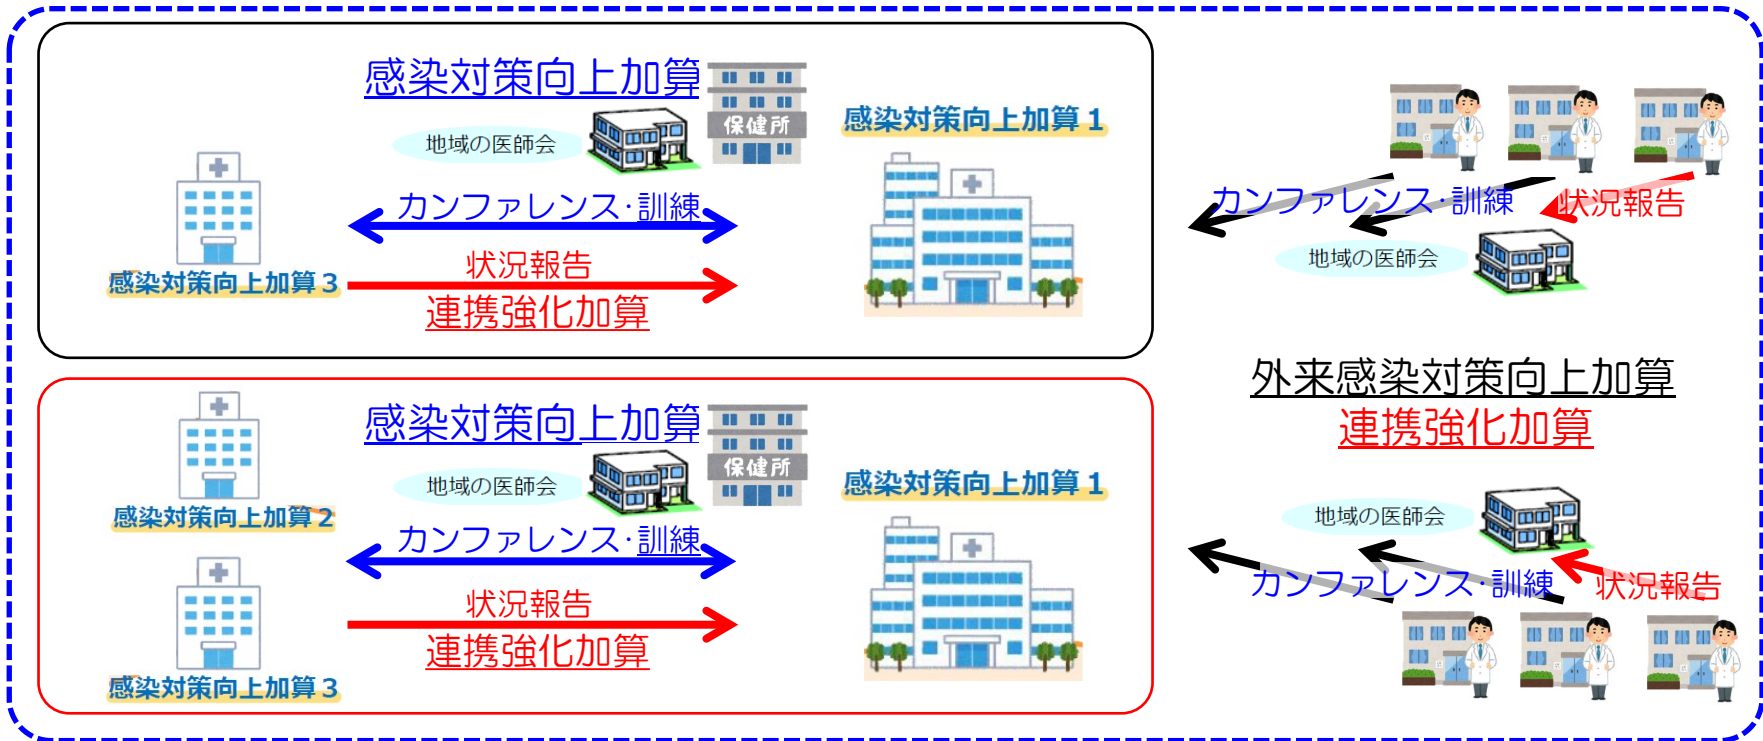 感染対策向上加算
保健所
地域の医師会
感染対策向上加算1
カンファレンス・訓練
状況報告
連携強化加算
感染対策向上加算3
カンファレンス・訓練
状況報告
地域の医師会
外来感染対策向上加算
連携強化加算
感染対策向上加算
保健所
地域の医師会
感染対策向上加算1
感染対策向上加算2
カンファレンス・訓練
状況報告
連携強化加算
感染対策向上加算3
地域の医師会
カンファレンス・訓練
状況報告